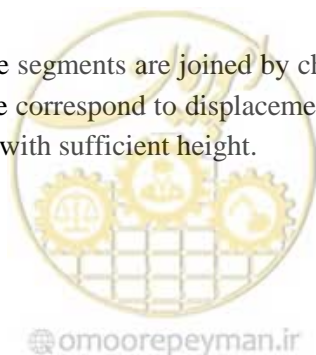 e segments are joined by ch
e correspond to displaceme
with sufficient height.
@omoorepeyman.ir